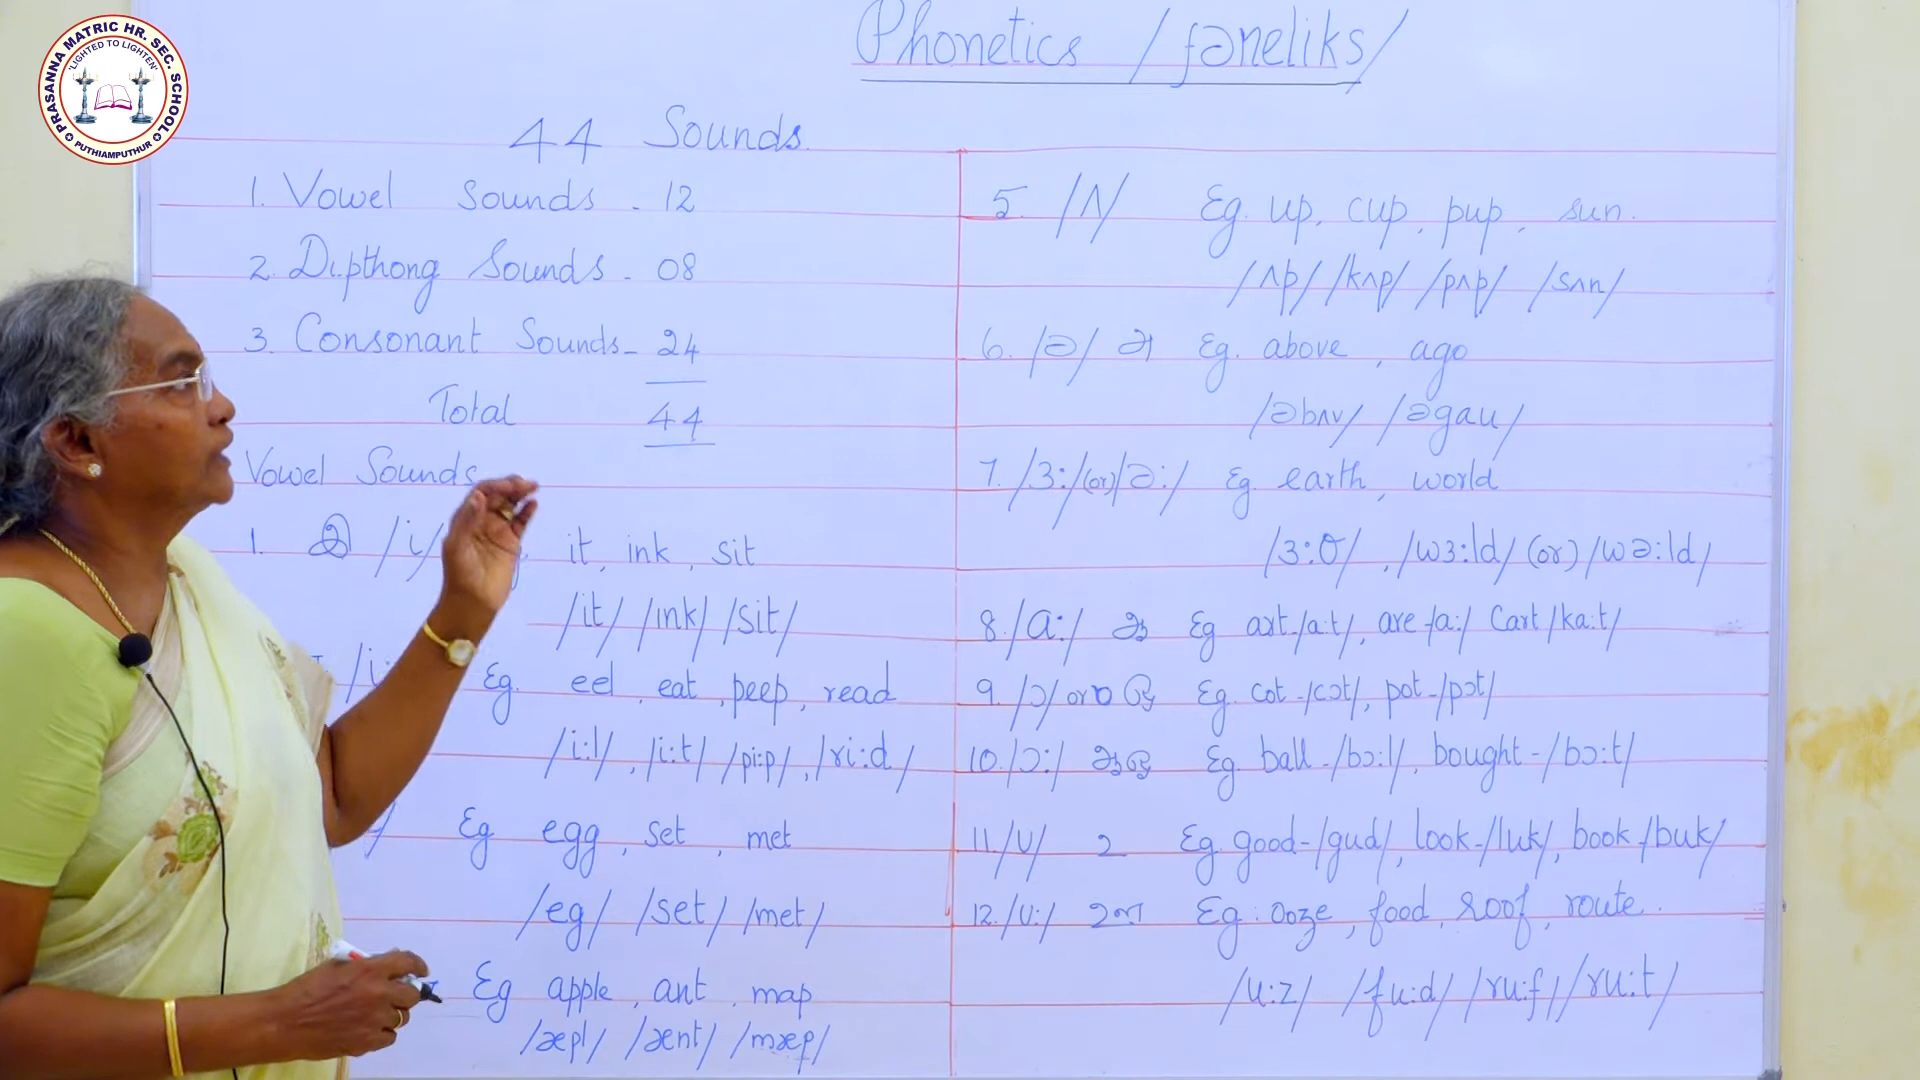 PRASANNA MATRIC HR. SEC. SCHOOL
"LIGHTED TO LIGHTEN"
PUTHIAMPUTHUR
Phonetics /fəneliks/
44 Sounds.
1. Vowel sounds - 12
2. Dipthong Sounds - 08
3. Consonant Sounds - 24
Total 44
Vowel Sounds
1. இ /i/ it, ink, sit
/it/ /ink/ /sit/
/i: Eg. eel, eat, peep, read
/i:l/, /i:t/ /pi:p/, /ri:d/
Eg egg, set, met
/eg/ /set/ /met/
Eg apple, ant, map
/æpl/ /ænt/ /mæp/
5. /ʌ/ Eg. up, cup, pup, sun.
/ʌp/ /kʌp/ /pʌp/ /sʌn/
6. /ə/ அ Eg. above, ago
/əbʌv/ /əgau/
7. /3:/ (or) /ə:/ Eg earth, world
/3:θ/, /w3:ld/ (or) /wə:ld/
8. /a:/ ஆ Eg art-/a:t/, are-/a:/ Cart /ka:t/
9. /ɔ/ or ஒ Eg. cot-/cɔt/, pot-/pɔt/
10. /ɔ:/ ஆஒ Eg. ball-/bɔ:l/, bought-/bɔ:t/
11. /u/ உ Eg. good-/gud/, look-/luk/, book-/buk/
12. /u:/ ஊ Eg: ooze, food, roof, route.
/u:z/ /fu:d/ /ru:f/ /ru:t/